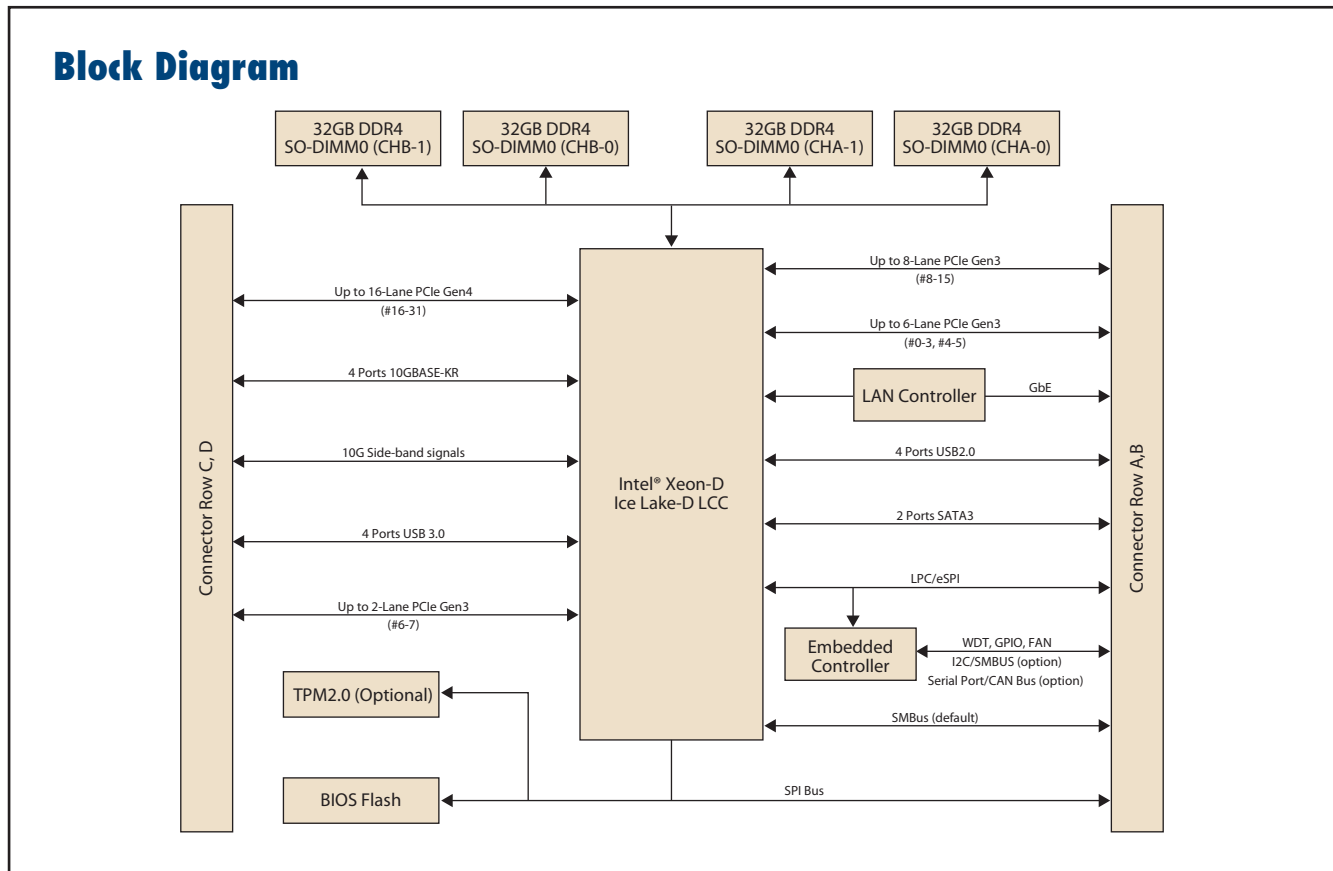 Block Diagram
32GB DDR4
SO-DIMM0 (CHB-1)
32GB DDR4
SO-DIMM0 (CHB-0)
32GB DDR4
SO-DIMM0 (CHA-1)
32GB DDR4
SO-DIMM0 (CHA-0)
Connector Row C, D
Up to 16-Lane PCIe Gen4
(#16-31)
4 Ports 10GBASE-KR
10G Side-band signals
4 Ports USB 3.0
Up to 2-Lane PCIe Gen3
(#6-7)
TPM2.0 (Optional)
BIOS Flash
Intel® Xeon-D
Ice Lake-D LCC
Up to 8-Lane PCIe Gen3
(#8-15)
Up to 6-Lane PCIe Gen3
(#0-3, #4-5)
LAN Controller
GbE
4 Ports USB2.0
2 Ports SATA3
LPC/eSPI
Embedded
Controller
WDT, GPIO, FAN
I2C/SMBUS (option)
Serial Port/CAN Bus (option)
SMBus (default)
SPI Bus
Connector Row A,B